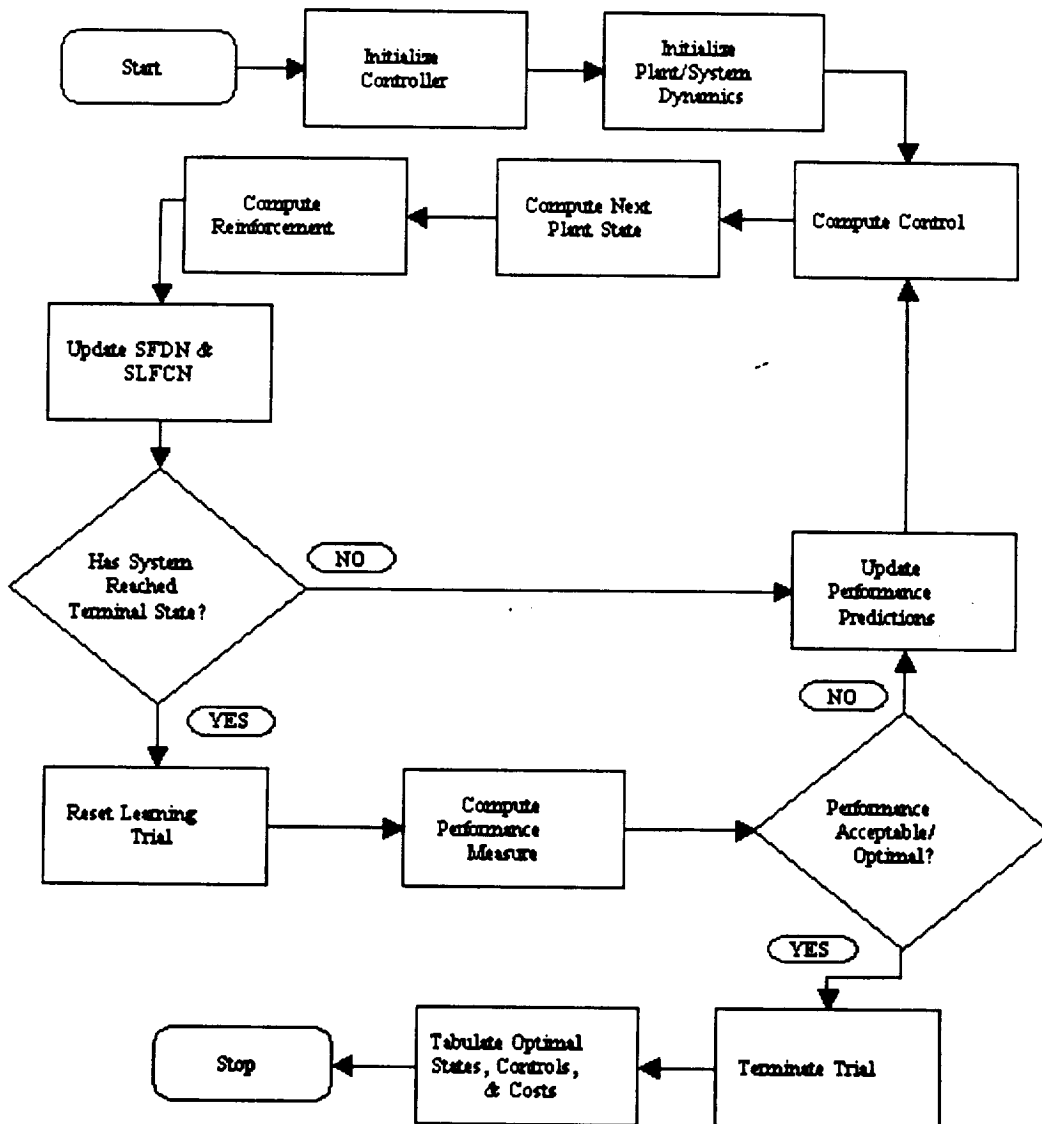 Start
Initialize
Controller
Initialize
Plant/System
Dynamics
Compute
Reinforcement
Compute Next
Plant State
Compute Control
Update SFDN &
SLFCN
Has System
Reached
Terminal State?
NO
Update
Performance
Predictions
YES
NO
Reset Learning
Trial
Compute
Performance
Measure
Performance
Acceptable/
Optimal?
YES
Stop
Tabulate Optimal
States, Controls,
& Costs
Terminate Trial